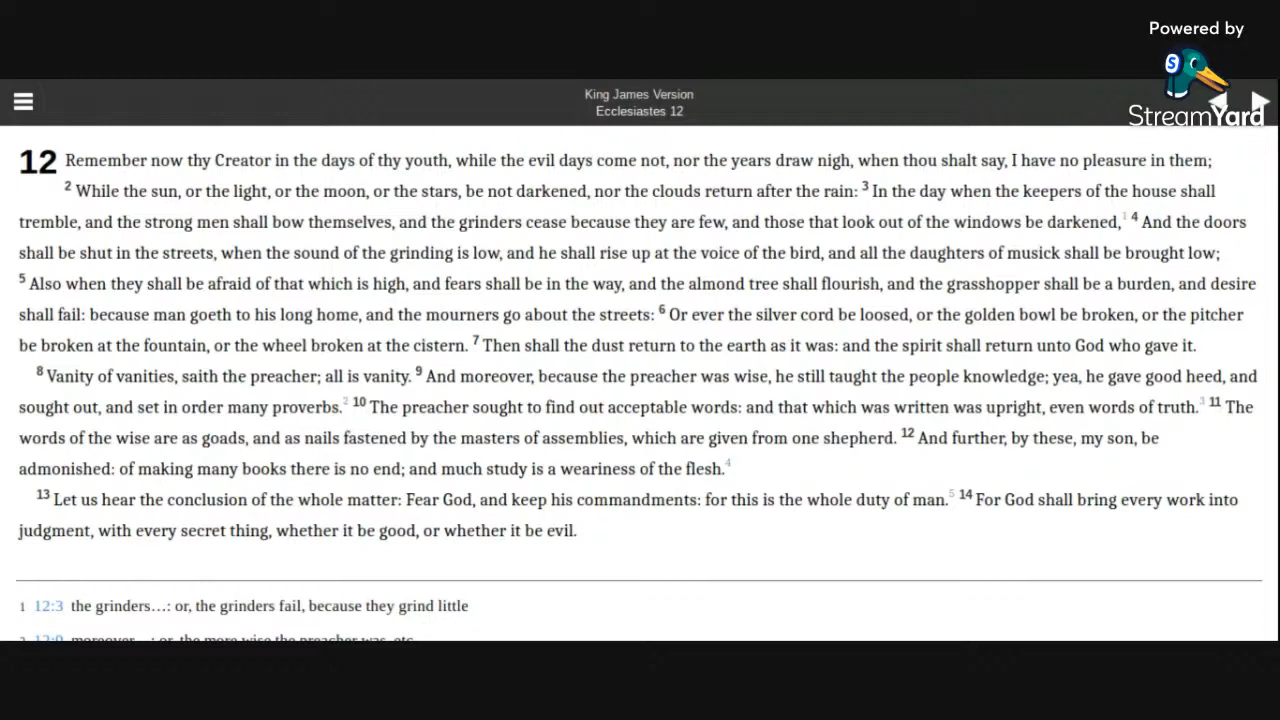 Powered by
S
StreamYard
King James Version
Ecclesiastes 12
12 Remember now thy Creator in the days of thy youth, while the evil days come not, nor the years draw nigh, when thou shalt say, I have no pleasure in them;
2 While the sun, or the light, or the moon, or the stars, be not darkened, nor the clouds return after the rain: 3 In the day when the keepers of the house shall
tremble, and the strong men shall bow themselves, and the grinders cease because they are few, and those that look out of the windows be darkened,1 4 And the doors
shall be shut in the streets, when the sound of the grinding is low, and he shall rise up at the voice of the bird, and all the daughters of musick shall be brought low;
5 Also when they shall be afraid of that which is high, and fears shall be in the way, and the almond tree shall flourish, and the grasshopper shall be a burden, and desire
shall fail: because man goeth to his long home, and the mourners go about the streets: 6 Or ever the silver cord be loosed, or the golden bowl be broken, or the pitcher
be broken at the fountain, or the wheel broken at the cistern. 7 Then shall the dust return to the earth as it was: and the spirit shall return unto God who gave it.
8 Vanity of vanities, saith the preacher; all is vanity. 9 And moreover, because the preacher was wise, he still taught the people knowledge; yea, he gave good heed, and
sought out, and set in order many proverbs.2 10 The preacher sought to find out acceptable words: and that which was written was upright, even words of truth.3 11 The
words of the wise are as goads, and as nails fastened by the masters of assemblies, which are given from one shepherd. 12 And further, by these, my son, be
admonished: of making many books there is no end; and much study is a weariness of the flesh.4
13 Let us hear the conclusion of the whole matter: Fear God, and keep his commandments: for this is the whole duty of man.5 14 For God shall bring every work into
judgment, with every secret thing, whether it be good, or whether it be evil.
1 12:3 the grinders…: or, the grinders fail, because they grind little
2 12:9 moreover…: or, the more wise the preacher was, etc